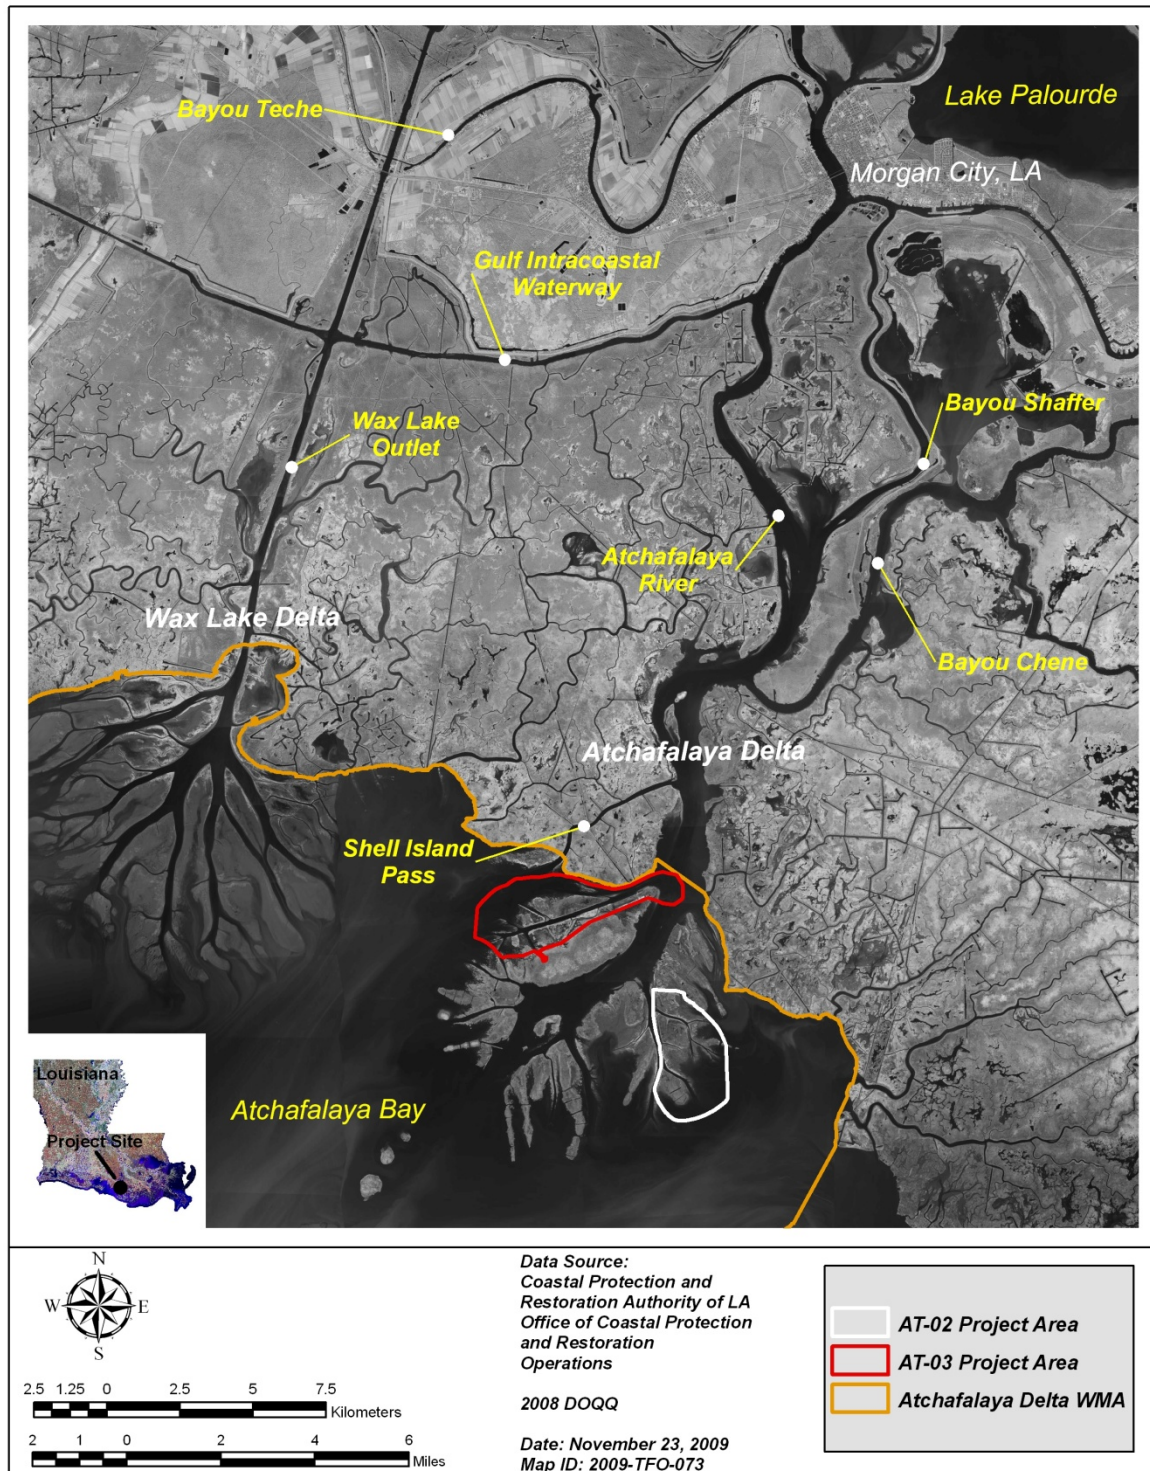 Bayou Teche
Lake Palourde
Morgan City, LA
Gulf Intracoastal
Waterway
Bayou Shaffer
Wax Lake
Outlet
Atchafalaya
River
Wax Lake Delta
Bayou Chene
Atchafalaya Delta
Shell Island
Pass
Atchafalaya Bay
Louisiana
Project Site
N
W E
S
2.5 1.25 0 2.5 5 7.5
Kilometers
2 1 0 2 4 6
Miles
Data Source:
Coastal Protection and
Restoration Authority of LA
Office of Coastal Protection
and Restoration
Operations
2008 DOQQ
Date: November 23, 2009
Map ID: 2009-TFO-073
AT-02 Project Area
AT-03 Project Area
Atchafalaya Delta WMA